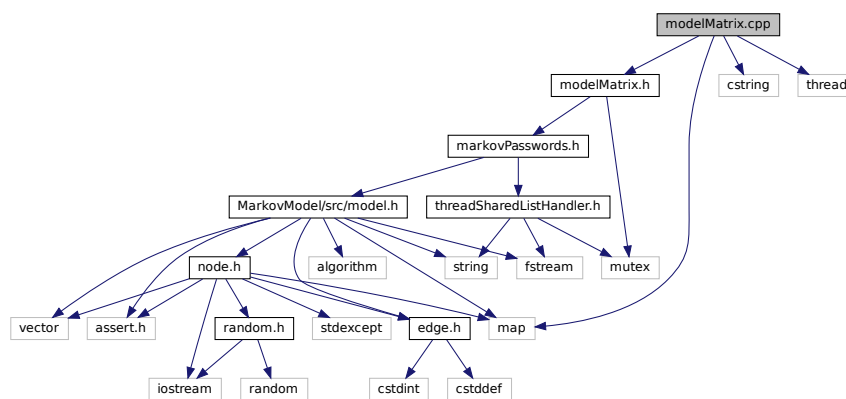 modelMatrix.cpp
modelMatrix.h
cstring
thread
markovPasswords.h
MarkovModel/src/model.h
threadSharedListHandler.h
node.h
algorithm
string
fstream
mutex
vector
assert.h
random.h
stdexcept
edge.h
map
iostream
random
cstdint
cstddef